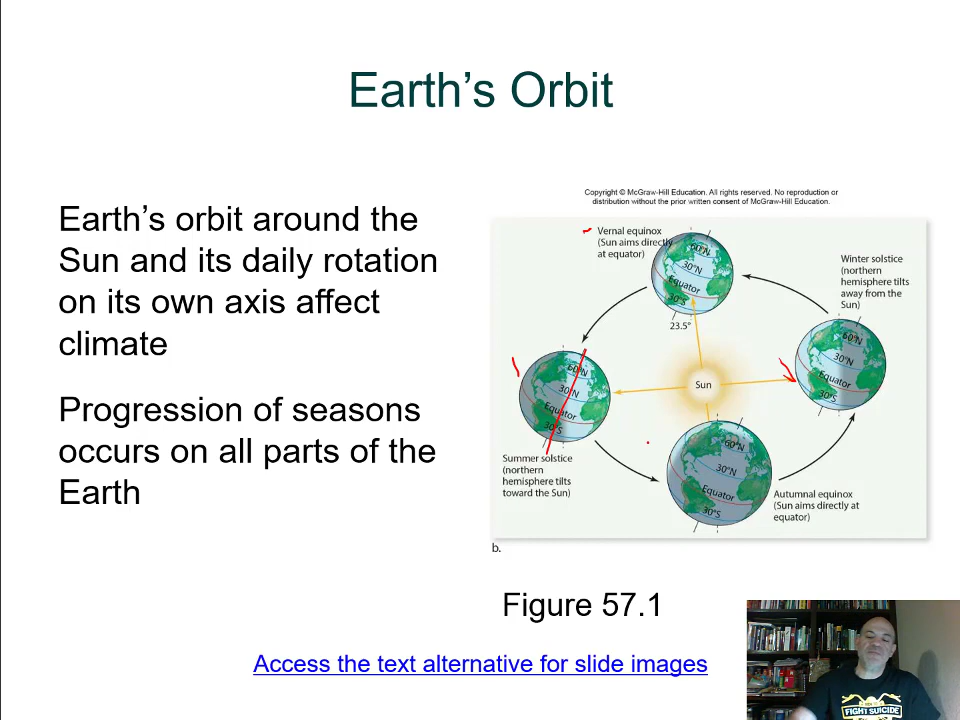 Earth's Orbit
Earth's orbit around the
Sun and its daily rotation
on its own axis affect
climate
Progression of seasons
occurs on all parts of the
Earth
Copyright © McGraw-Hill Education. All rights reserved. No reproduction or
distribution without the prior written consent of McGraw-Hill Education.
Vernal equinox
(Sun aims directly
at equator)
60°N
30°N
Equator
30°S
23.5°
Winter solstice
(northern
hemisphere tilts
away from the
Sun)
60°N
30°N
Equator
30°S
Sun
60°N
30°N
Equator
30°S
Summer solstice
(northern
hemisphere tilts
toward the Sun)
60°N
30°N
Equator
30°S
Autumnal equinox
(Sun aims directly at
equator)
b.
Figure 57.1
Access the text alternative for slide images
FIGHT SUICIDE